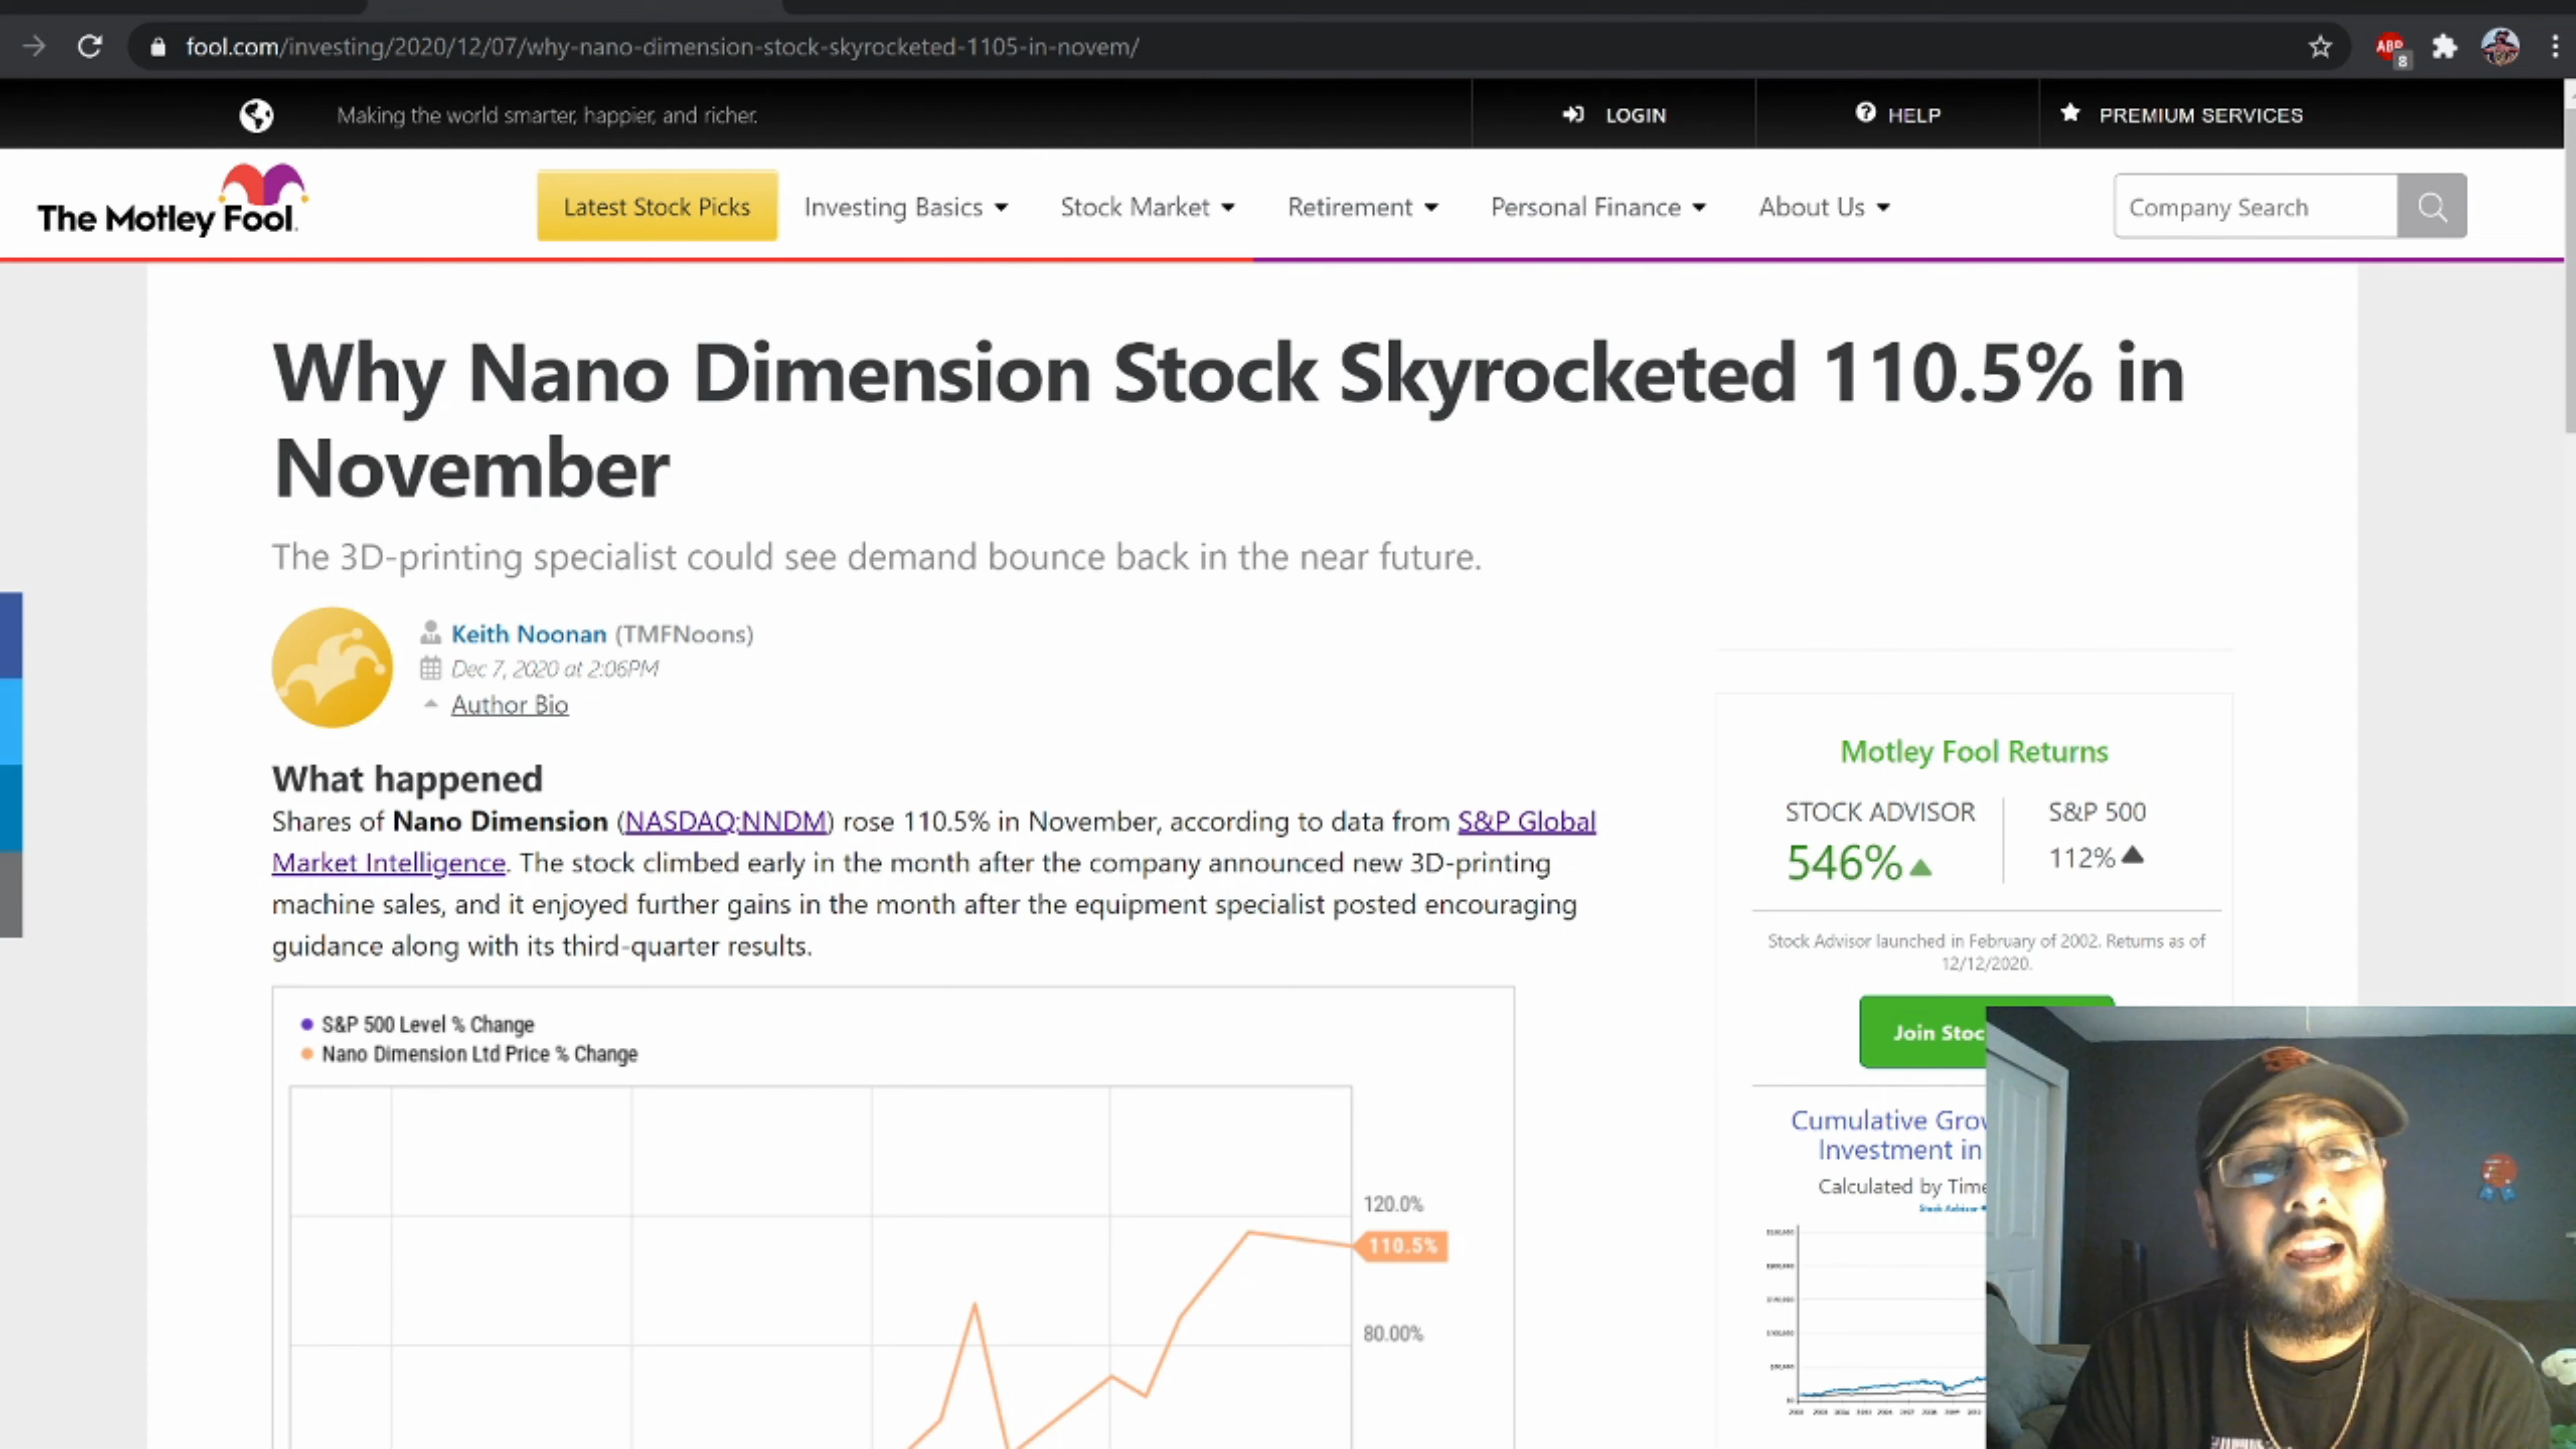 fool.com/investing/2020/12/07/why-nano-dimension-stock-skyrocketed-1105-in-novem/
ABP
8
Making the world smarter, happier, and richer.
LOGIN
HELP
PREMIUM SERVICES
The Motley Fool.
Latest Stock Picks
Investing Basics
Stock Market
Retirement
Personal Finance
About Us
Company Search
Why Nano Dimension Stock Skyrocketed 110.5% in
November
The 3D-printing specialist could see demand bounce back in the near future.
Keith Noonan (TMFNoons)
Dec 7, 2020 at 2:06PM
Author Bio
What happened
Shares of Nano Dimension (NASDAQ:NNDM) rose 110.5% in November, according to data from S&P Global
Market Intelligence. The stock climbed early in the month after the company announced new 3D-printing
machine sales, and it enjoyed further gains in the month after the equipment specialist posted encouraging
guidance along with its third-quarter results.
S&P 500 Level % Change
Nano Dimension Ltd Price % Change
120.0%
110.5%
80.00%
Motley Fool Returns
STOCK ADVISOR
S&P 500
546%
112%
Stock Advisor launched in February of 2002. Returns as of
12/12/2020.
Join Stoc
Cumulative Grow
Investment in
Calculated by Time
Stock Advisor